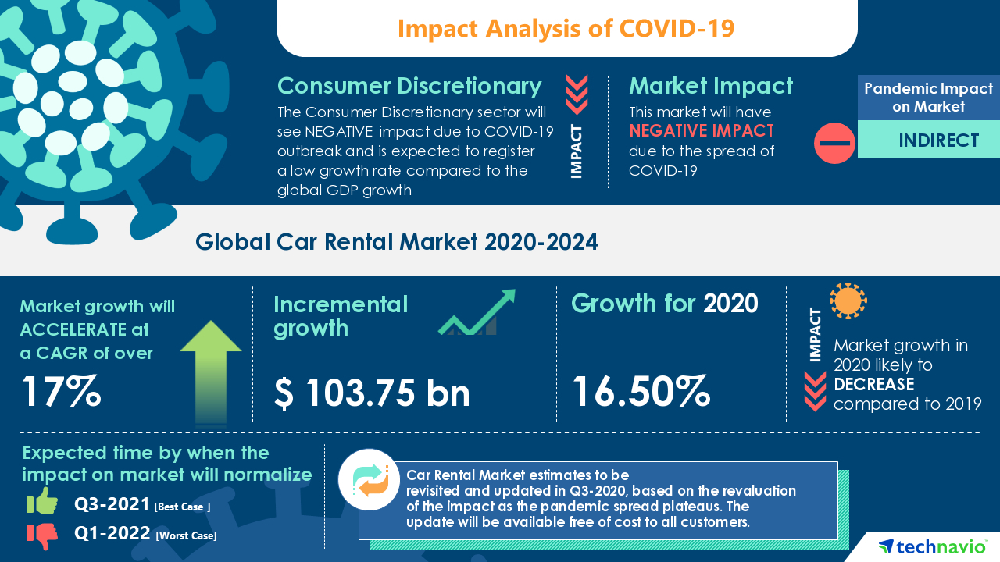 Impact Analysis of COVID-19
Consumer Discretionary
The Consumer Discretionary sector will
see NEGATIVE impact due to COVID-19
outbreak and is expected to register
a low growth rate compared to the
global GDP growth
IMPACT
Market Impact
This market will have
NEGATIVE IMPACT
due to the spread of
COVID-19
Pandemic Impact
on Market
INDIRECT
Global Car Rental Market 2020-2024
Market growth will
ACCELERATE at
a CAGR of over
17%
Incremental
growth
$ 103.75 bn
Growth for 2020
16.50%
IMPACT
Market growth in
2020 likely to
DECREASE
compared to 2019
Expected time by when the
impact on market will normalize
Q3-2021 [Best Case ]
Q1-2022 [Worst Case]
Car Rental Market estimates to be
revisited and updated in Q3-2020, based on the revaluation
of the impact as the pandemic spread plateaus. The
update will be available free of cost to all customers.
technavio